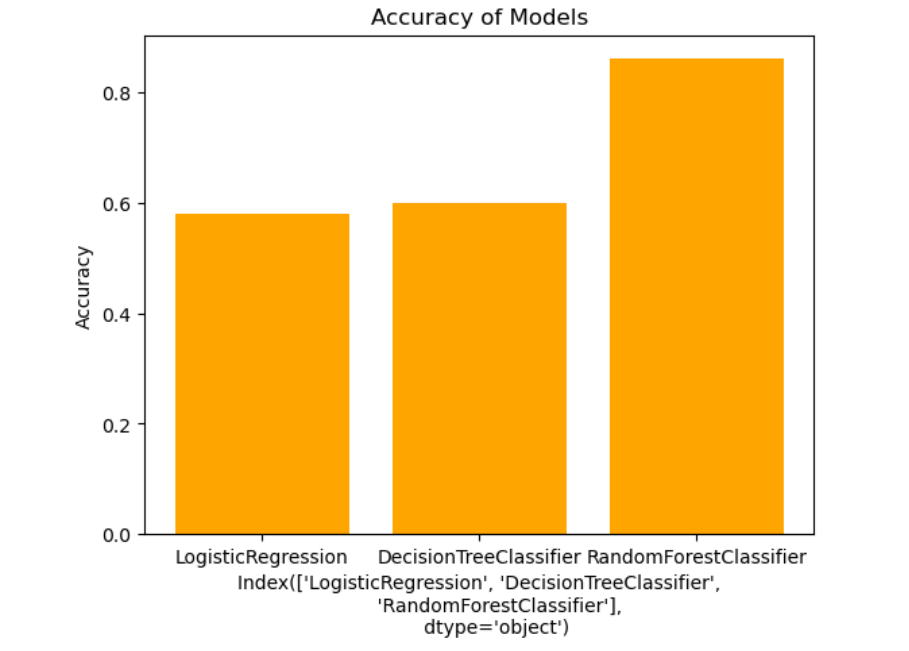 Accuracy of Models
0.8
0.6
0.4
0.2
0.0
Accuracy
LogisticRegression DecisionTreeClassifier RandomForestClassifier
Index(['LogisticRegression', 'DecisionTreeClassifier',
'RandomForestClassifier'],
dtype='object')